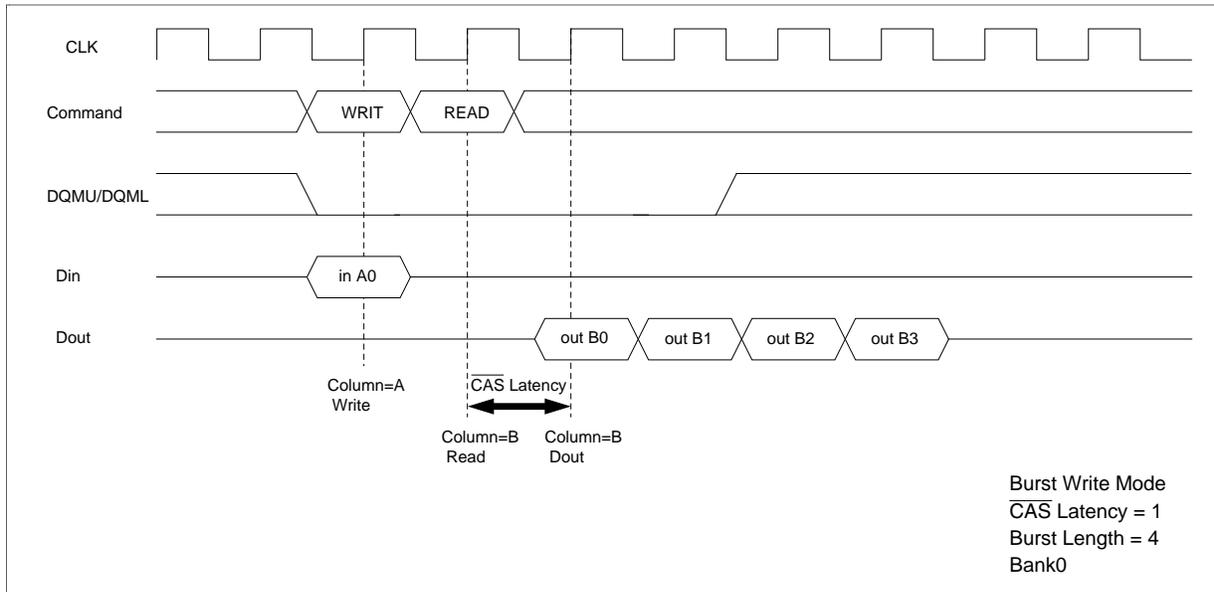 CLK
Command
WRIT
READ
DQMU/DQML
Din
in A0
Dout
out B0
out B1
out B2
out B3
Column=A
Write
CAS Latency
Column=B
Read
Column=B
Dout
Burst Write Mode
CAS Latency = 1
Burst Length = 4
Bank0